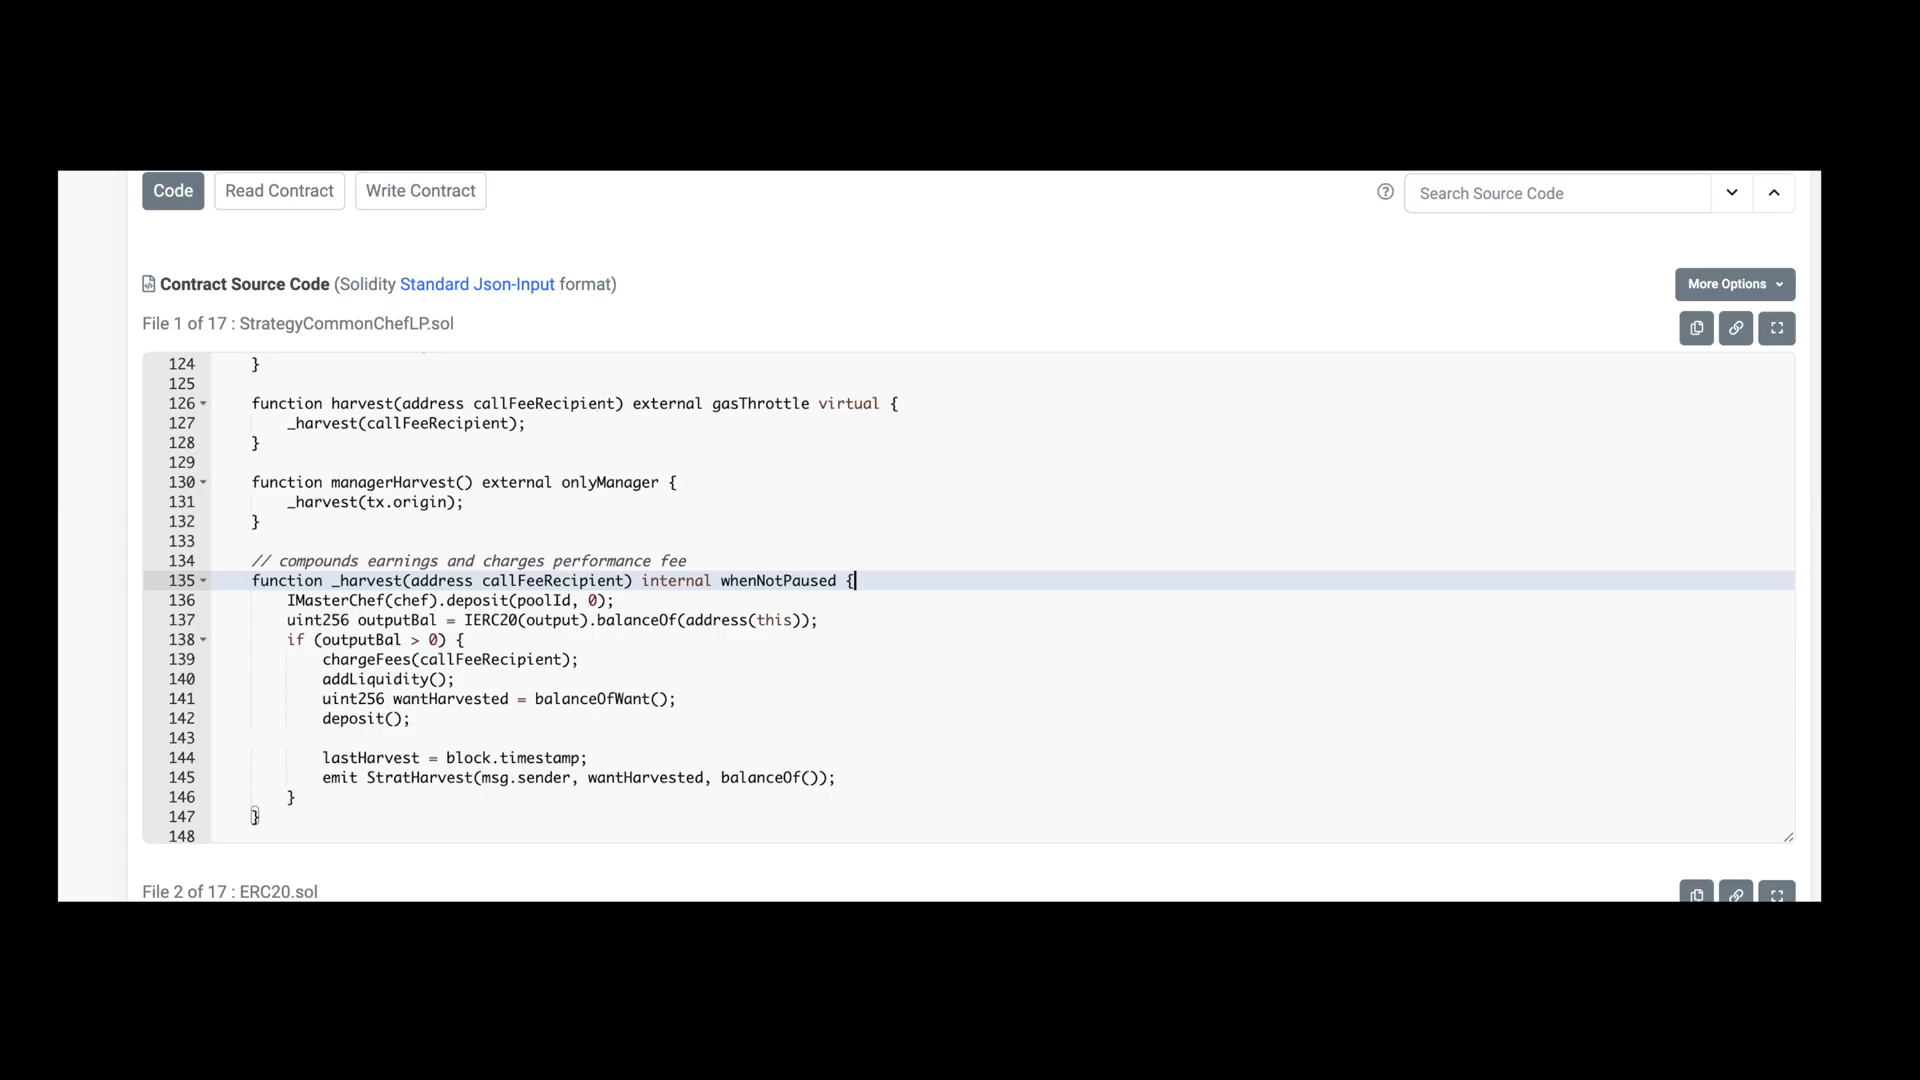 Code Read Contract Write Contract Search Source Code
Contract Source Code (Solidity Standard Json-Input format)
More Options
File 1 of 17 : StrategyCommonChefLP.sol
124 }
125
126 function harvest(address callFeeRecipient) external gasThrottle virtual {
127 _harvest(callFeeRecipient);
128 }
129
130 function managerHarvest() external onlyManager {
131 _harvest(tx.origin);
132 }
133
134 // compounds earnings and charges performance fee
135 function _harvest(address callFeeRecipient) internal whenNotPaused {
136 IMasterChef(chef).deposit(poolId, 0);
137 uint256 outputBal = IERC20(output).balanceOf(address(this));
138 if (outputBal > 0) {
139 chargeFees(callFeeRecipient);
140 addLiquidity();
141 uint256 wantHarvested = balanceOfWant();
142 deposit();
143
144 lastHarvest = block.timestamp;
145 emit StratHarvest(msg.sender, wantHarvested, balanceOf());
146 }
147 }
148
File 2 of 17 : ERC20.sol